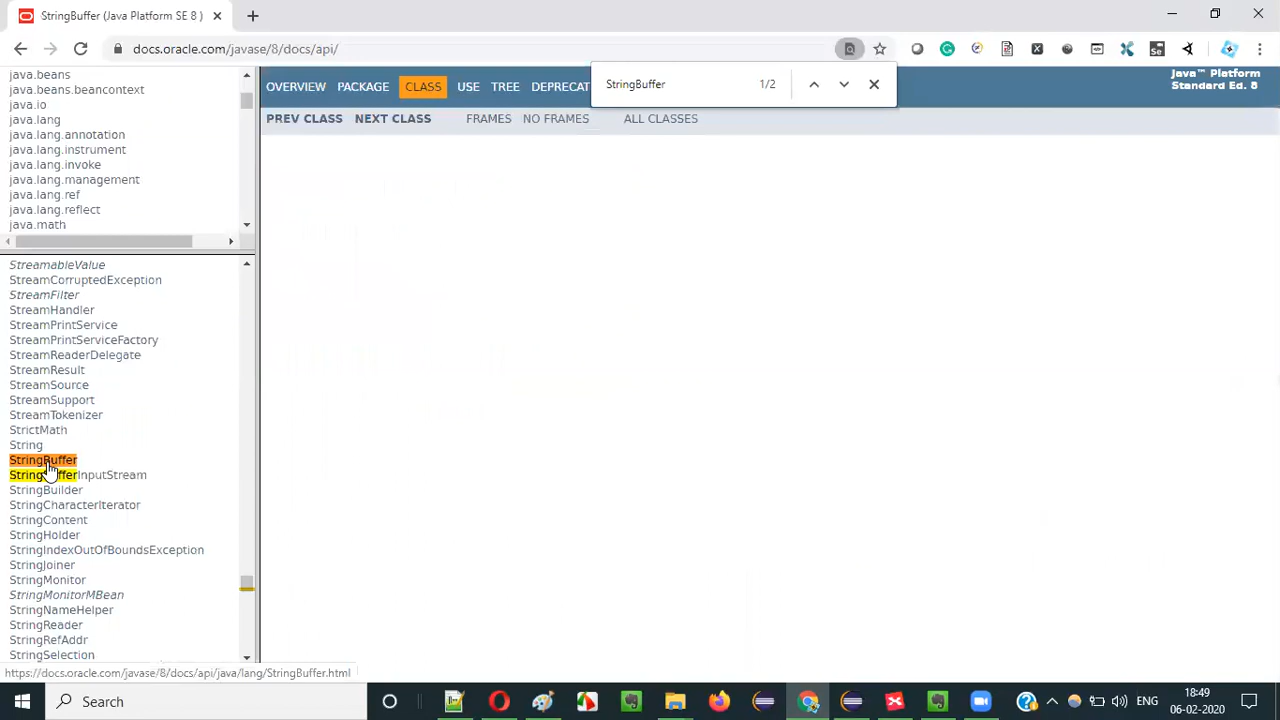 StringBuffer (Java Platform SE 8 )
docs.oracle.com/javase/8/docs/api/
StringBuffer 1/2
java.beans
java.beans.beancontext
java.io
java.lang
java.lang.annotation
java.lang.instrument
java.lang.invoke
java.lang.management
java.lang.ref
java.lang.reflect
java.math
OVERVIEW PACKAGE CLASS USE TREE DEPRECAT
Java™ Platform
Standard Ed. 8
PREV CLASS NEXT CLASS FRAMES NO FRAMES ALL CLASSES
StreamableValue
StreamCorruptedException
StreamFilter
StreamHandler
StreamPrintService
StreamPrintServiceFactory
StreamReaderDelegate
StreamResult
StreamSource
StreamSupport
StreamTokenizer
StrictMath
String
StringBuffer
StringBufferInputStream
StringBuilder
StringCharacterIterator
StringContent
StringHolder
StringIndexOutOfBoundsException
StringJoiner
StringMonitor
StringMonitorMBean
StringNameHelper
StringReader
StringRefAddr
StringSelection
https://docs.oracle.com/javase/8/docs/api/java/lang/StringBuffer.html
Search
ENG
18:49
06-02-2020